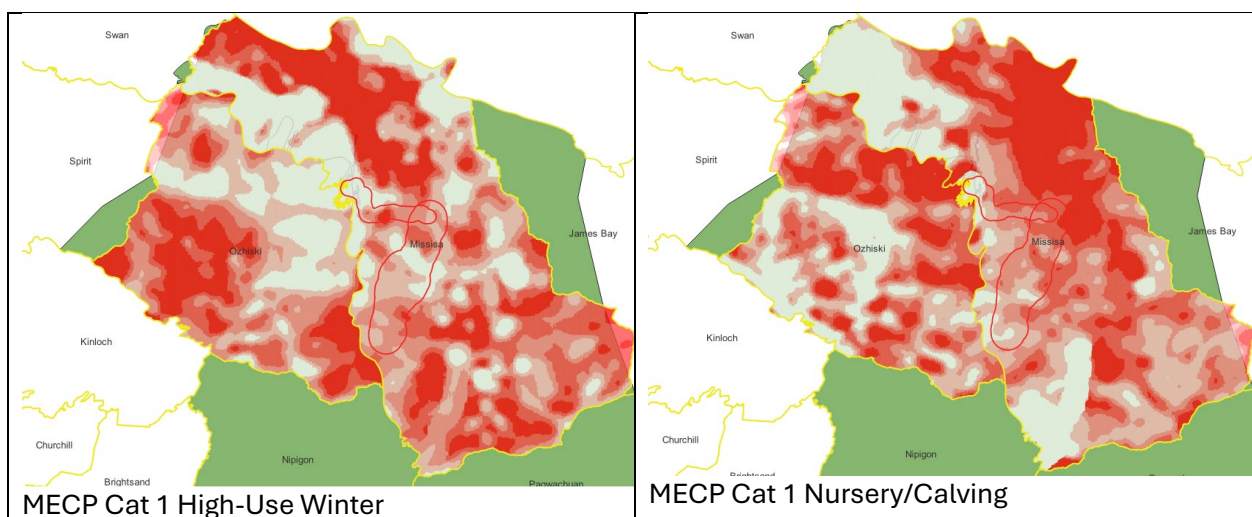 Swan
Spirit
Ozhiski
Missisa
James Bay
Kinloch
Churchill
Nipigon
Brightsand
Pagwachuan
MECP Cat 1 High-Use Winter
Swan
Spirit
Ozhiski
Missisa
James Bay
Kinloch
Churchill
Nipigon
Brightsand
MECP Cat 1 Nursery/Calving